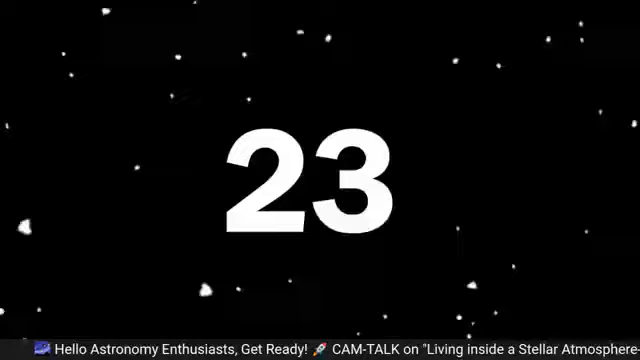 23
🌌 Hello Astronomy Enthusiasts, Get Ready! 🚀 CAM-TALK on "Living inside a Stellar Atmosphere-